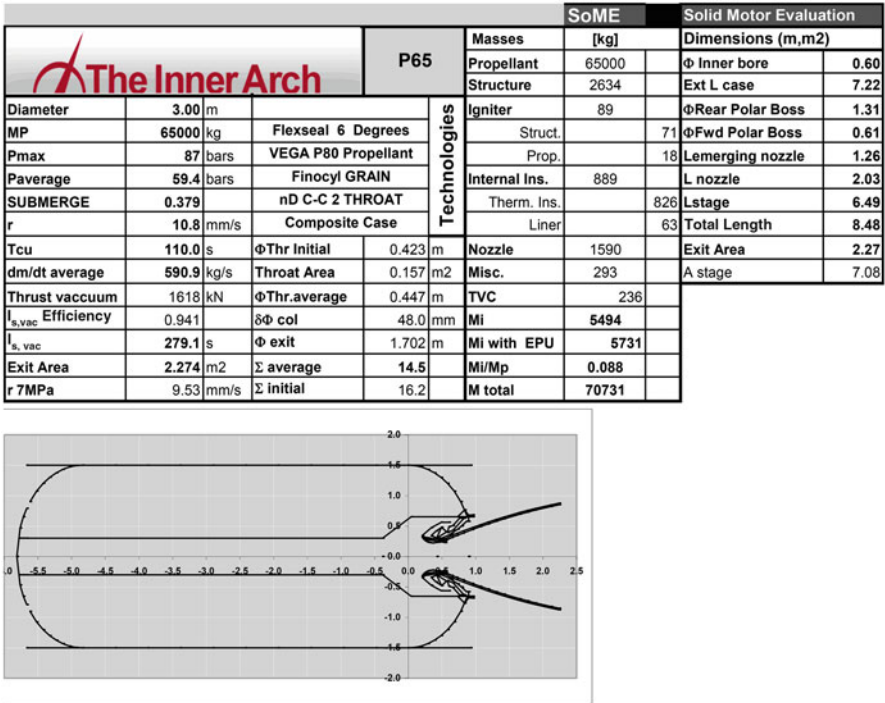 SoME Solid Motor Evaluation
The Inner Arch P65 Masses [kg] Dimensions (m,m2)
Propellant 65000 Φ Inner bore 0.60
Structure 2634 Ext L case 7.22
Diameter 3.00 m Technologies Igniter 89 ΦRear Polar Boss 1.31
MP 65000 kg Flexseal 6 Degrees Struct. 71 ΦFwd Polar Boss 0.61
Pmax 87 bars VEGA P80 Propellant Prop. 18 Lemerging nozzle 1.26
Paverage 59.4 bars Finocyl GRAIN Internal Ins. 889 L nozzle 2.03
SUBMERGE 0.379 nD C-C 2 THROAT Therm. Ins. 826 Lstage 6.49
r 10.8 mm/s Composite Case Liner 63 Total Length 8.48
Tcu 110.0 s ΦThr Initial 0.423 m Nozzle 1590 Exit Area 2.27
dm/dt average 590.9 kg/s Throat Area 0.157 m2 Misc. 293 A stage 7.08
Thrust vaccuum 1618 kN ΦThr.average 0.447 m TVC 236
Is,vac Efficiency 0.941 δΦ col 48.0 mm Mi 5494
Is, vac 279.1 s Φ exit 1.702 m Mi with EPU 5731
Exit Area 2.274 m2 Σ average 14.5 Mi/Mp 0.088
r 7MPa 9.53 mm/s Σ initial 16.2 M total 70731
2.0
1.5
1.0
0.5
0.0
.0 -5.5 -5.0 -4.5 -4.0 -3.5 -3.0 -2.5 -2.0 -1.5 -1.0 -0.5 0.0 0.5 1.0 1.5 2.0 2.5
-0.5
-1.0
-1.5
-2.0